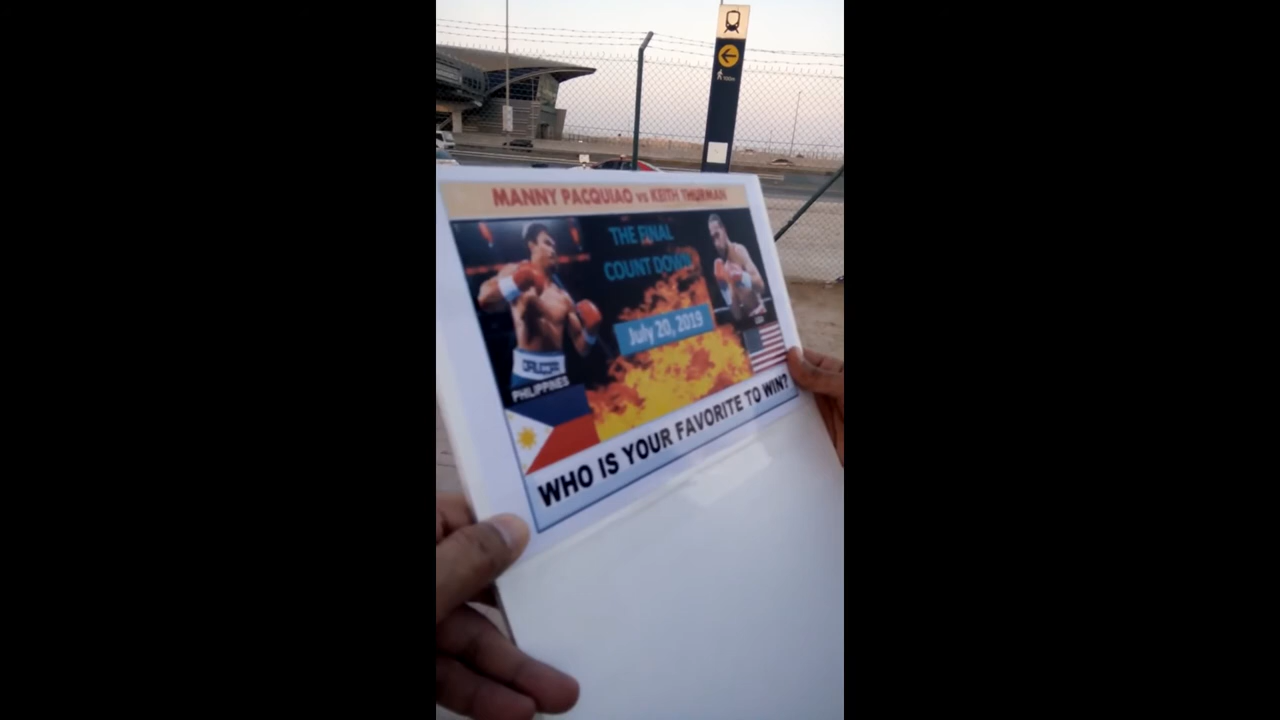 MANNY PACQUIAO vs KEITH THURMAN
THE FINAL
COUNT DOWN
July 20, 2019
PHILIPPINES
WHO IS YOUR FAVORITE TO WIN?